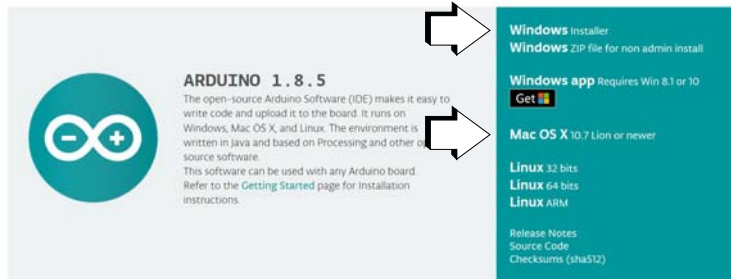 ARDUINO 1.8.5
The open-source Arduino Software (IDE) makes it easy to
write code and upload it to the board. It runs on
Windows, Mac OS X, and Linux. The environment is
written in Java and based on Processing and other op
source software.
This software can be used with any Arduino board.
Refer to the Getting Started page for Installation
instructions.
Windows Installer
Windows ZIP file for non admin install
Windows app Requires Win 8.1 or 10
Get
Mac OS X 10.7 Lion or newer
Linux 32 bits
Linux 64 bits
Linux ARM
Release Notes
Source Code
Checksums (sha512)